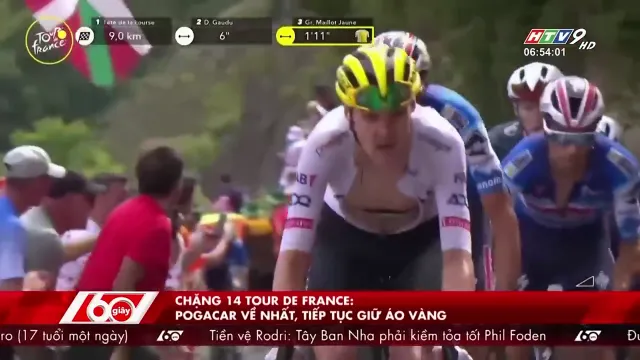 Tour de France
1 Tête de la course
9,0 km
2 D. Gaudu
6"
3 Gr. Maillot Jaune
1'11"
HTV9 HD
06:54:01
60 giây
CHẶNG 14 TOUR DE FRANCE:
POGACAR VỀ NHẤT, TIẾP TỤC GIỮ ÁO VÀNG
ro (17 tuổi một ngày) Tiền vệ Rodri: Tây Ban Nha phải kiềm tỏa tốt Phil Foden